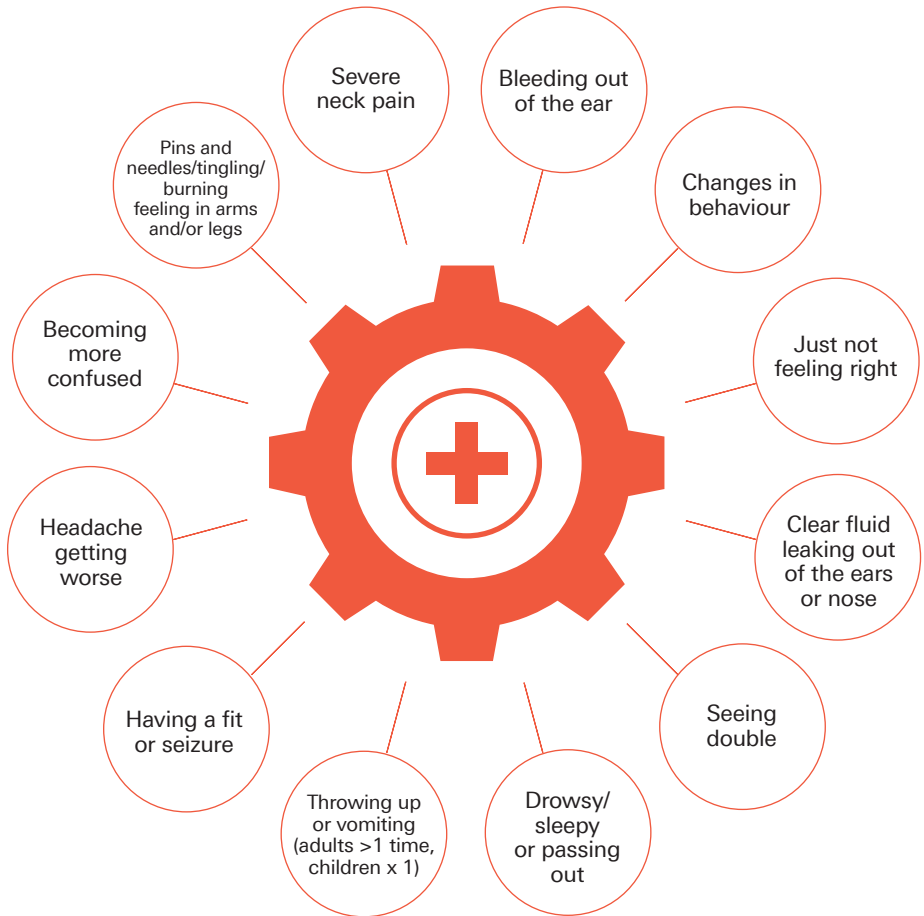 Severe
neck pain
Bleeding out
of the ear
Changes in
behaviour
Just not
feeling right
Clear fluid
leaking out
of the ears
or nose
Seeing
double
Drowsy/
sleepy
or passing
out
Throwing up
or vomiting
(adults >1 time,
children x 1)
Having a fit
or seizure
Headache
getting
worse
Becoming
more
confused
Pins and
needles/tingling/
burning
feeling in arms
and/or legs